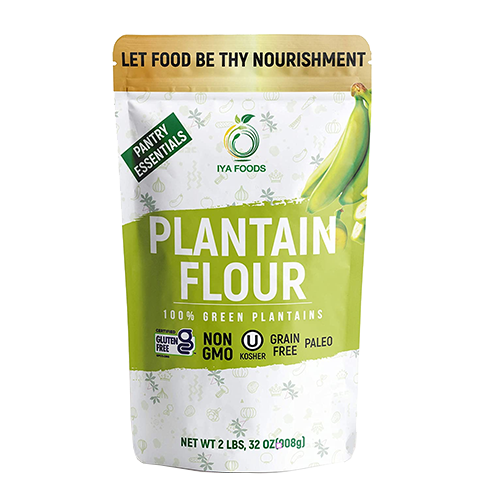 LET FOOD BE THY NOURISHMENT
PANTRY
ESSENTIALS
IYA FOODS
PLANTAIN
FLOUR
100% GREEN PLANTAINS
CERTIFIED
GLUTEN
FREE
NON
GMO
U
KOSHER
GRAIN
FREE
PALEO
NET WT 2 LBS, 32 OZ(908g)